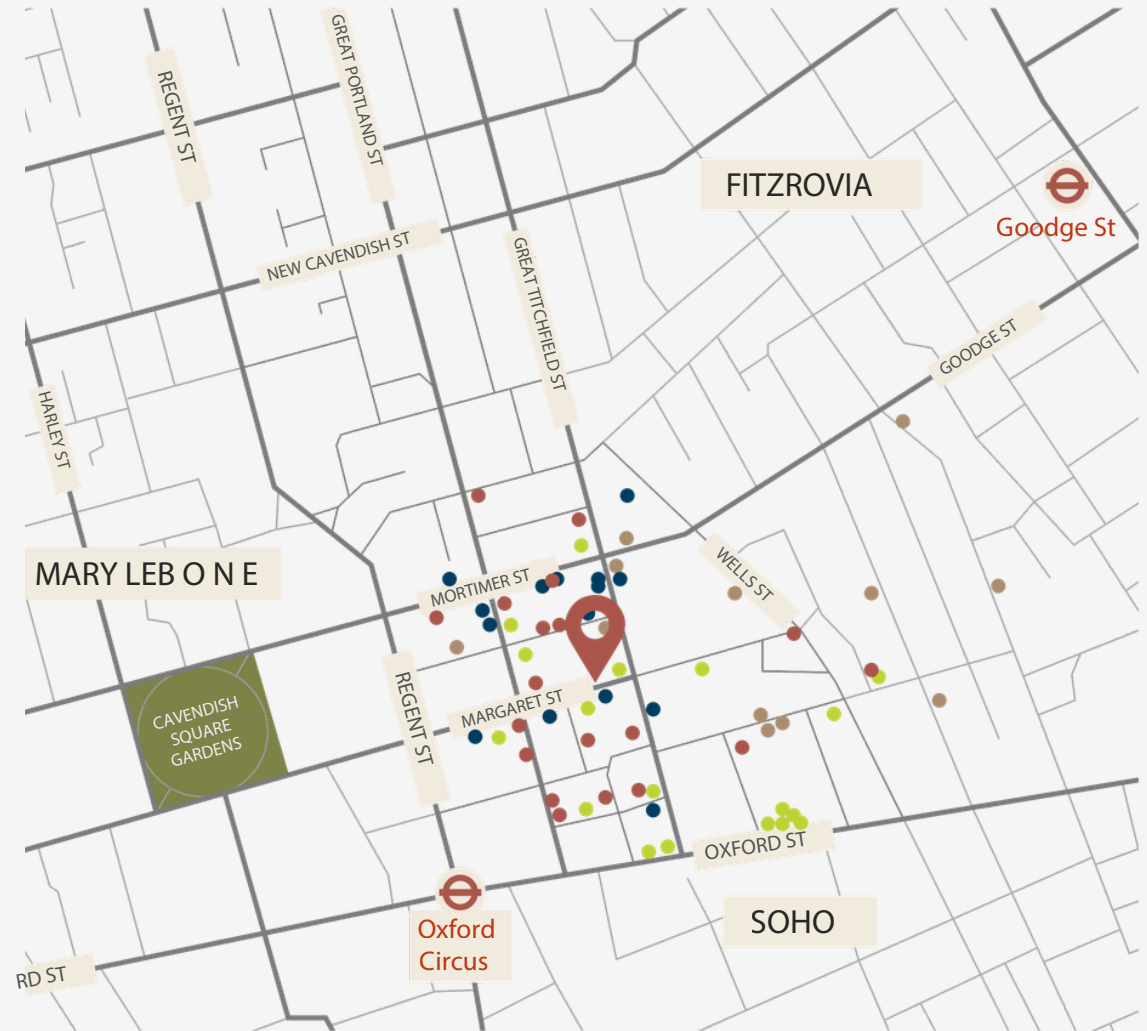 REGENT ST
GREAT PORTLAND ST
FITZROVIA
Goodge St
NEW CAVENDISH ST
GREAT TITCHFIELD ST
GOODGE ST
HARLEY ST
MARY LEB O N E
MORTIMER ST
WELLS ST
CAVENDISH
SQUARE
GARDENS
REGENT ST
MARGARET ST
OXFORD ST
SOHO
Oxford
Circus
RD ST